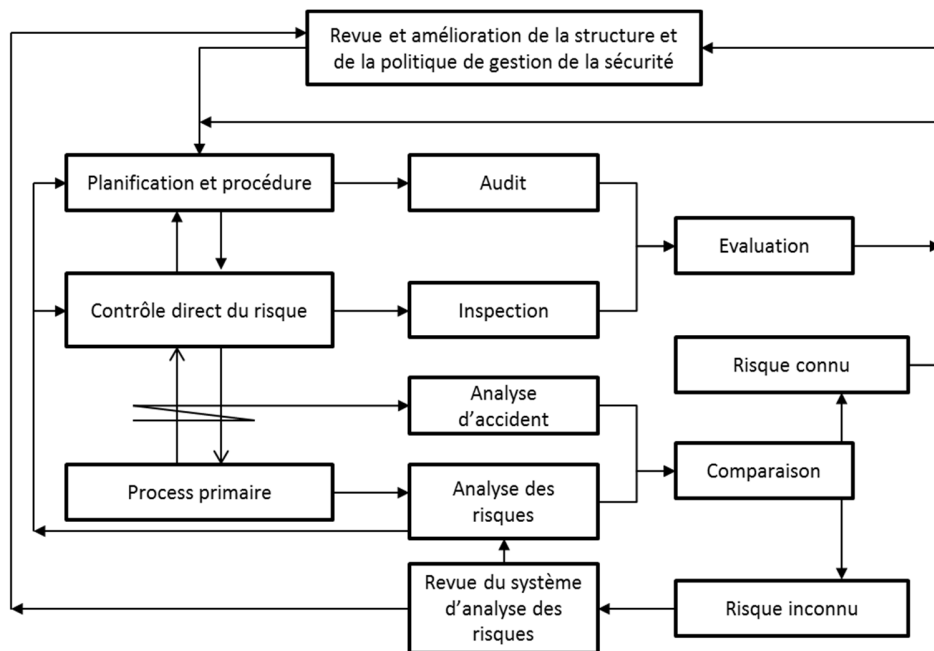 Revue et amélioration de la structure et
de la politique de gestion de la sécurité
Planification et procédure
Audit
Evaluation
Contrôle direct du risque
Inspection
Risque connu
Analyse
d’accident
Comparaison
Process primaire
Analyse des
risques
Revue du système
d’analyse des
risques
Risque inconnu